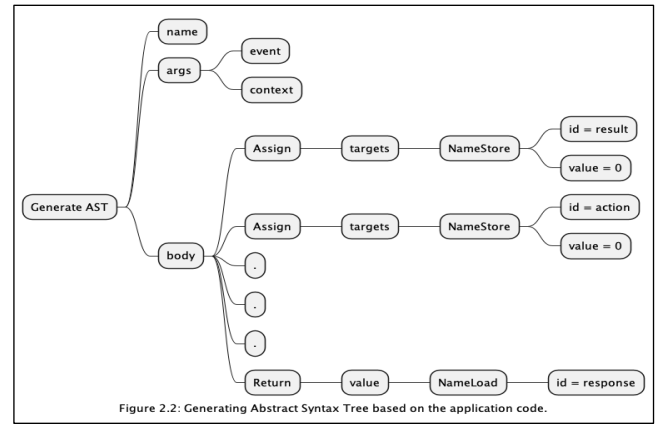 name
event
args
context
id = result
Assign targets NameStore
value = 0
Generate AST
id = action
Assign targets NameStore
value = 0
body
.
.
.
Return value NameLoad id = response
Figure 2.2: Generating Abstract Syntax Tree based on the application code.